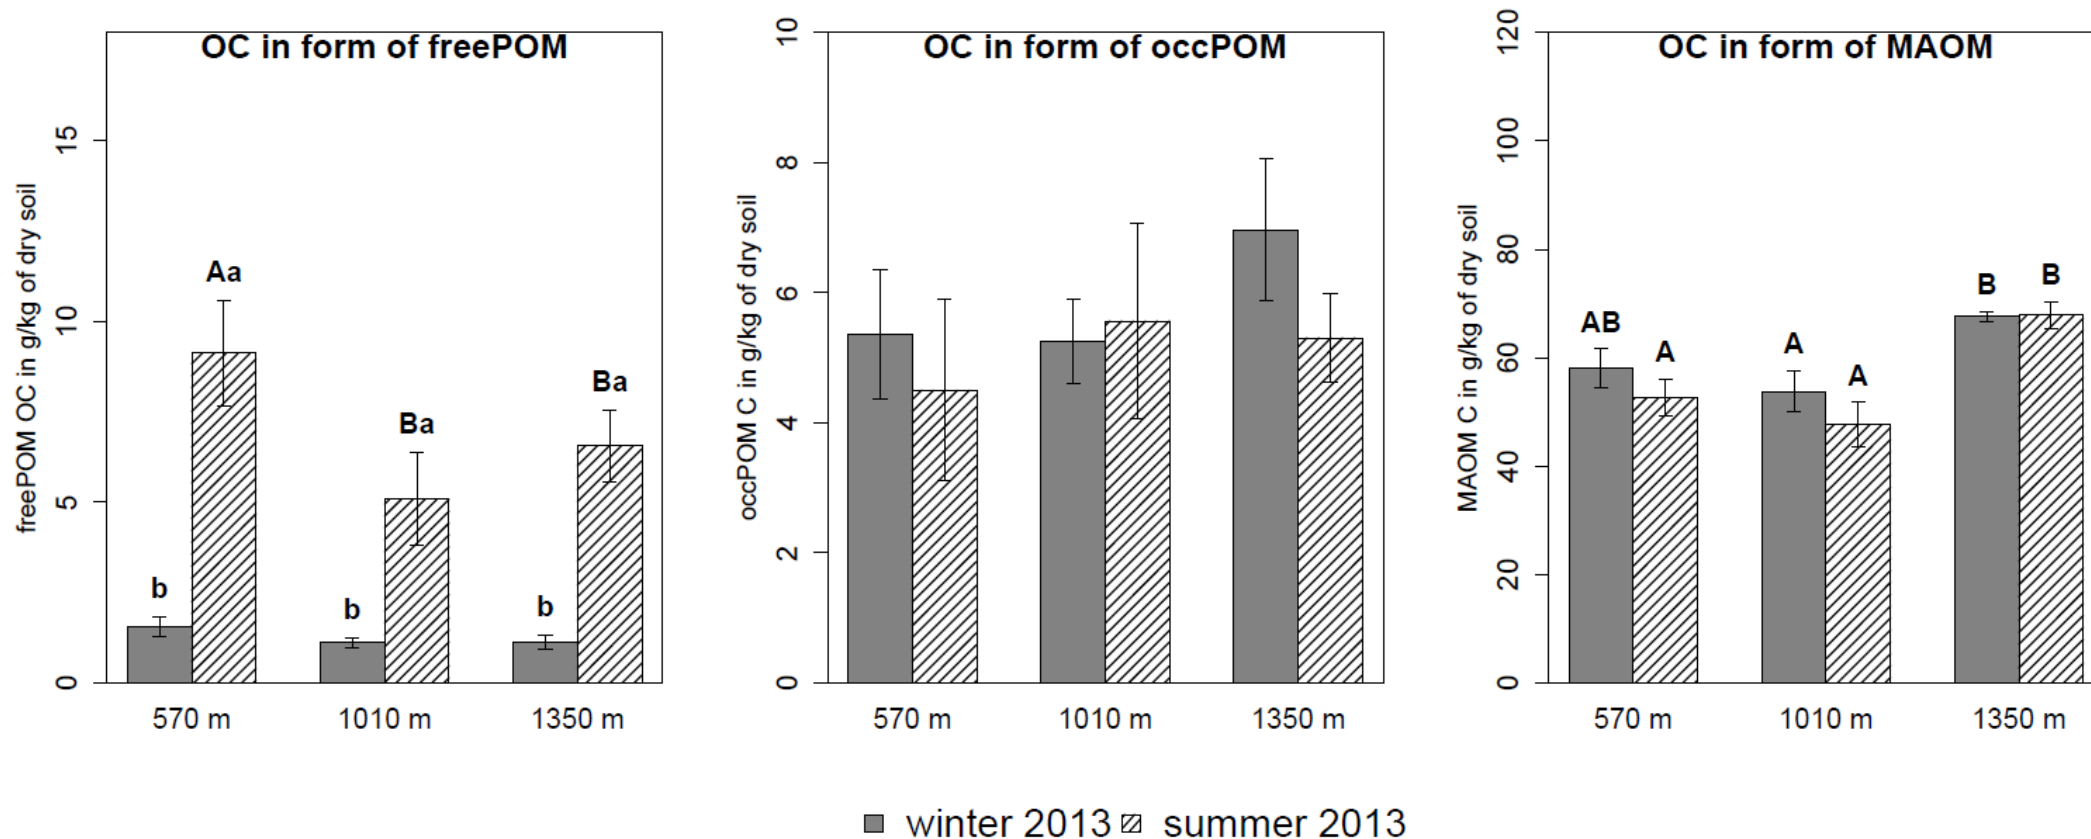 OC in form of freePOM
freePOM OC in g/kg of dry soil
15
10
5
0
Aa
Ba
Ba
b
b
b
570 m
1010 m
1350 m
OC in form of occPOM
occPOM C in g/kg of dry soil
10
8
6
4
2
0
570 m
1010 m
1350 m
OC in form of MAOM
MAOM C in g/kg of dry soil
120
100
80
60
40
20
0
AB
A
A
A
B
B
570 m
1010 m
1350 m
winter 2013 summer 2013